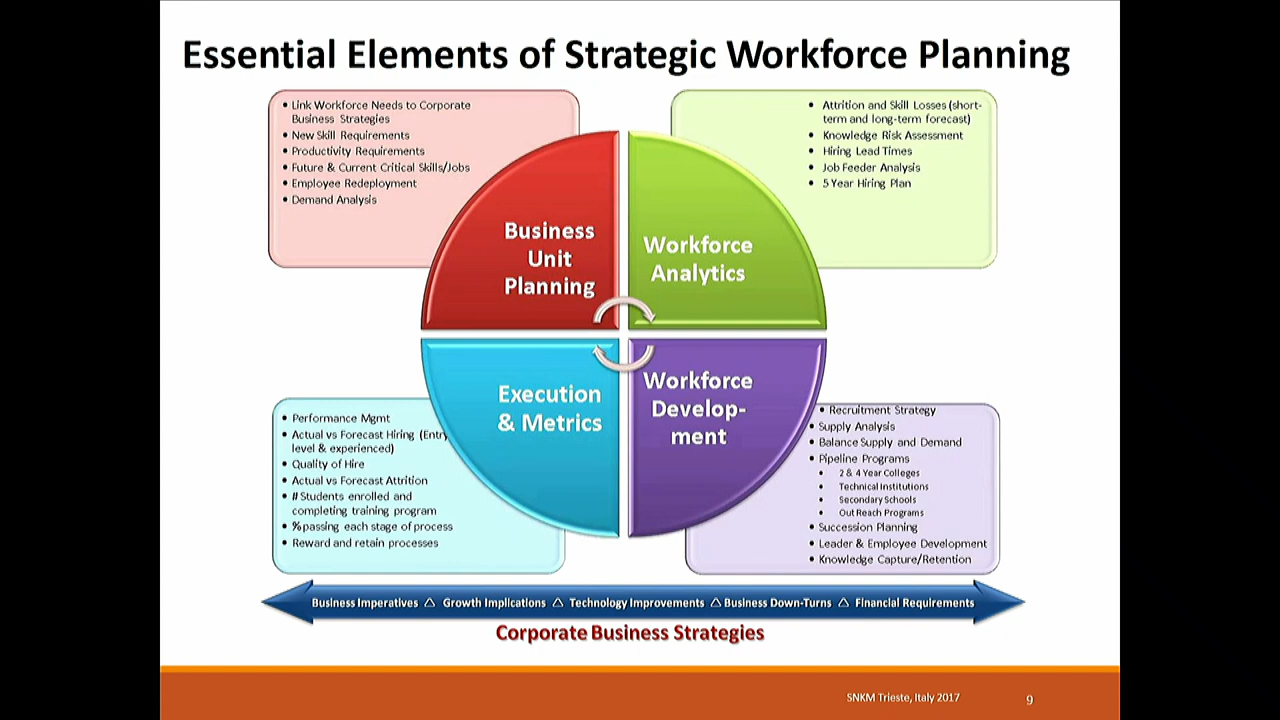 Essential Elements of Strategic Workforce Planning
• Link Workforce Needs to Corporate
Business Strategies
• New Skill Requirements
• Productivity Requirements
• Future & Current Critical Skills/Jobs
• Employee Redeployment
• Demand Analysis
• Attrition and Skill Losses (short-
term and long-term forecast)
• Knowledge Risk Assessment
• Hiring Lead Times
• Job Feeder Analysis
• 5 Year Hiring Plan
Business
Unit
Planning
Workforce
Analytics
Execution
& Metrics
Workforce
Develop-
ment
• Performance Mgmt
• Actual vs Forecast Hiring (Entry
level & experienced)
• Quality of Hire
• Actual vs Forecast Attrition
• # Students enrolled and
completing training program
• % passing each stage of process
• Reward and retain processes
• Recruitment Strategy
• Supply Analysis
• Balance Supply and Demand
• Pipeline Programs
• 2 & 4 Year Colleges
• Technical Institutions
• Secondary Schools
• Out Reach Programs
• Succession Planning
• Leader & Employee Development
• Knowledge Capture/Retention
Business Imperatives △ Growth Implications △ Technology Improvements △ Business Down-Turns △ Financial Requirements
Corporate Business Strategies
SNKM Trieste, Italy 2017
9